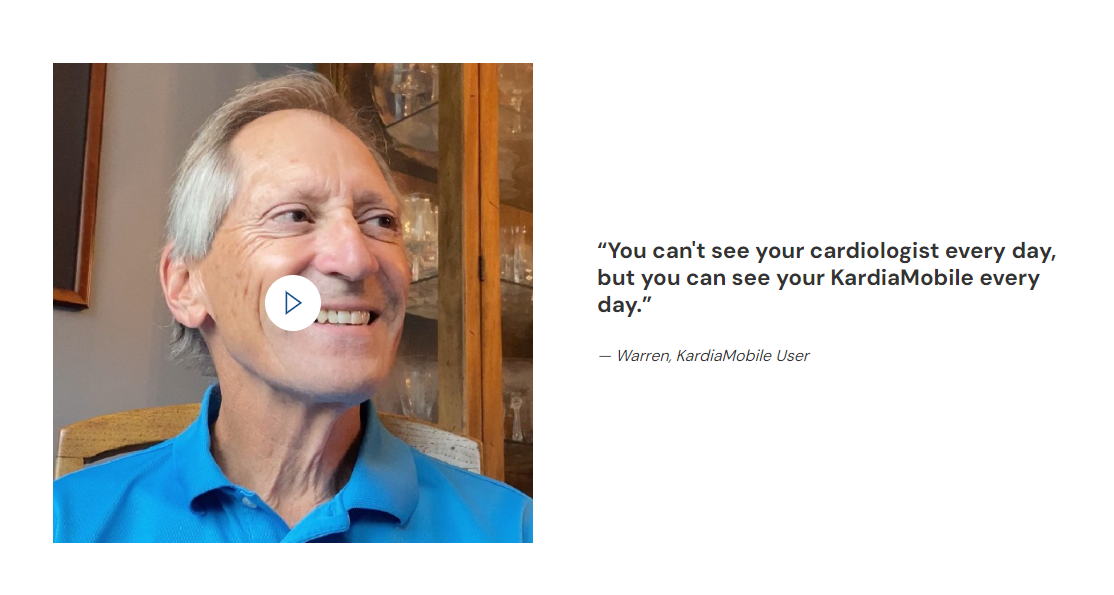 “You can't see your cardiologist every day,
but you can see your KardiaMobile every
day.”
— Warren, KardiaMobile User